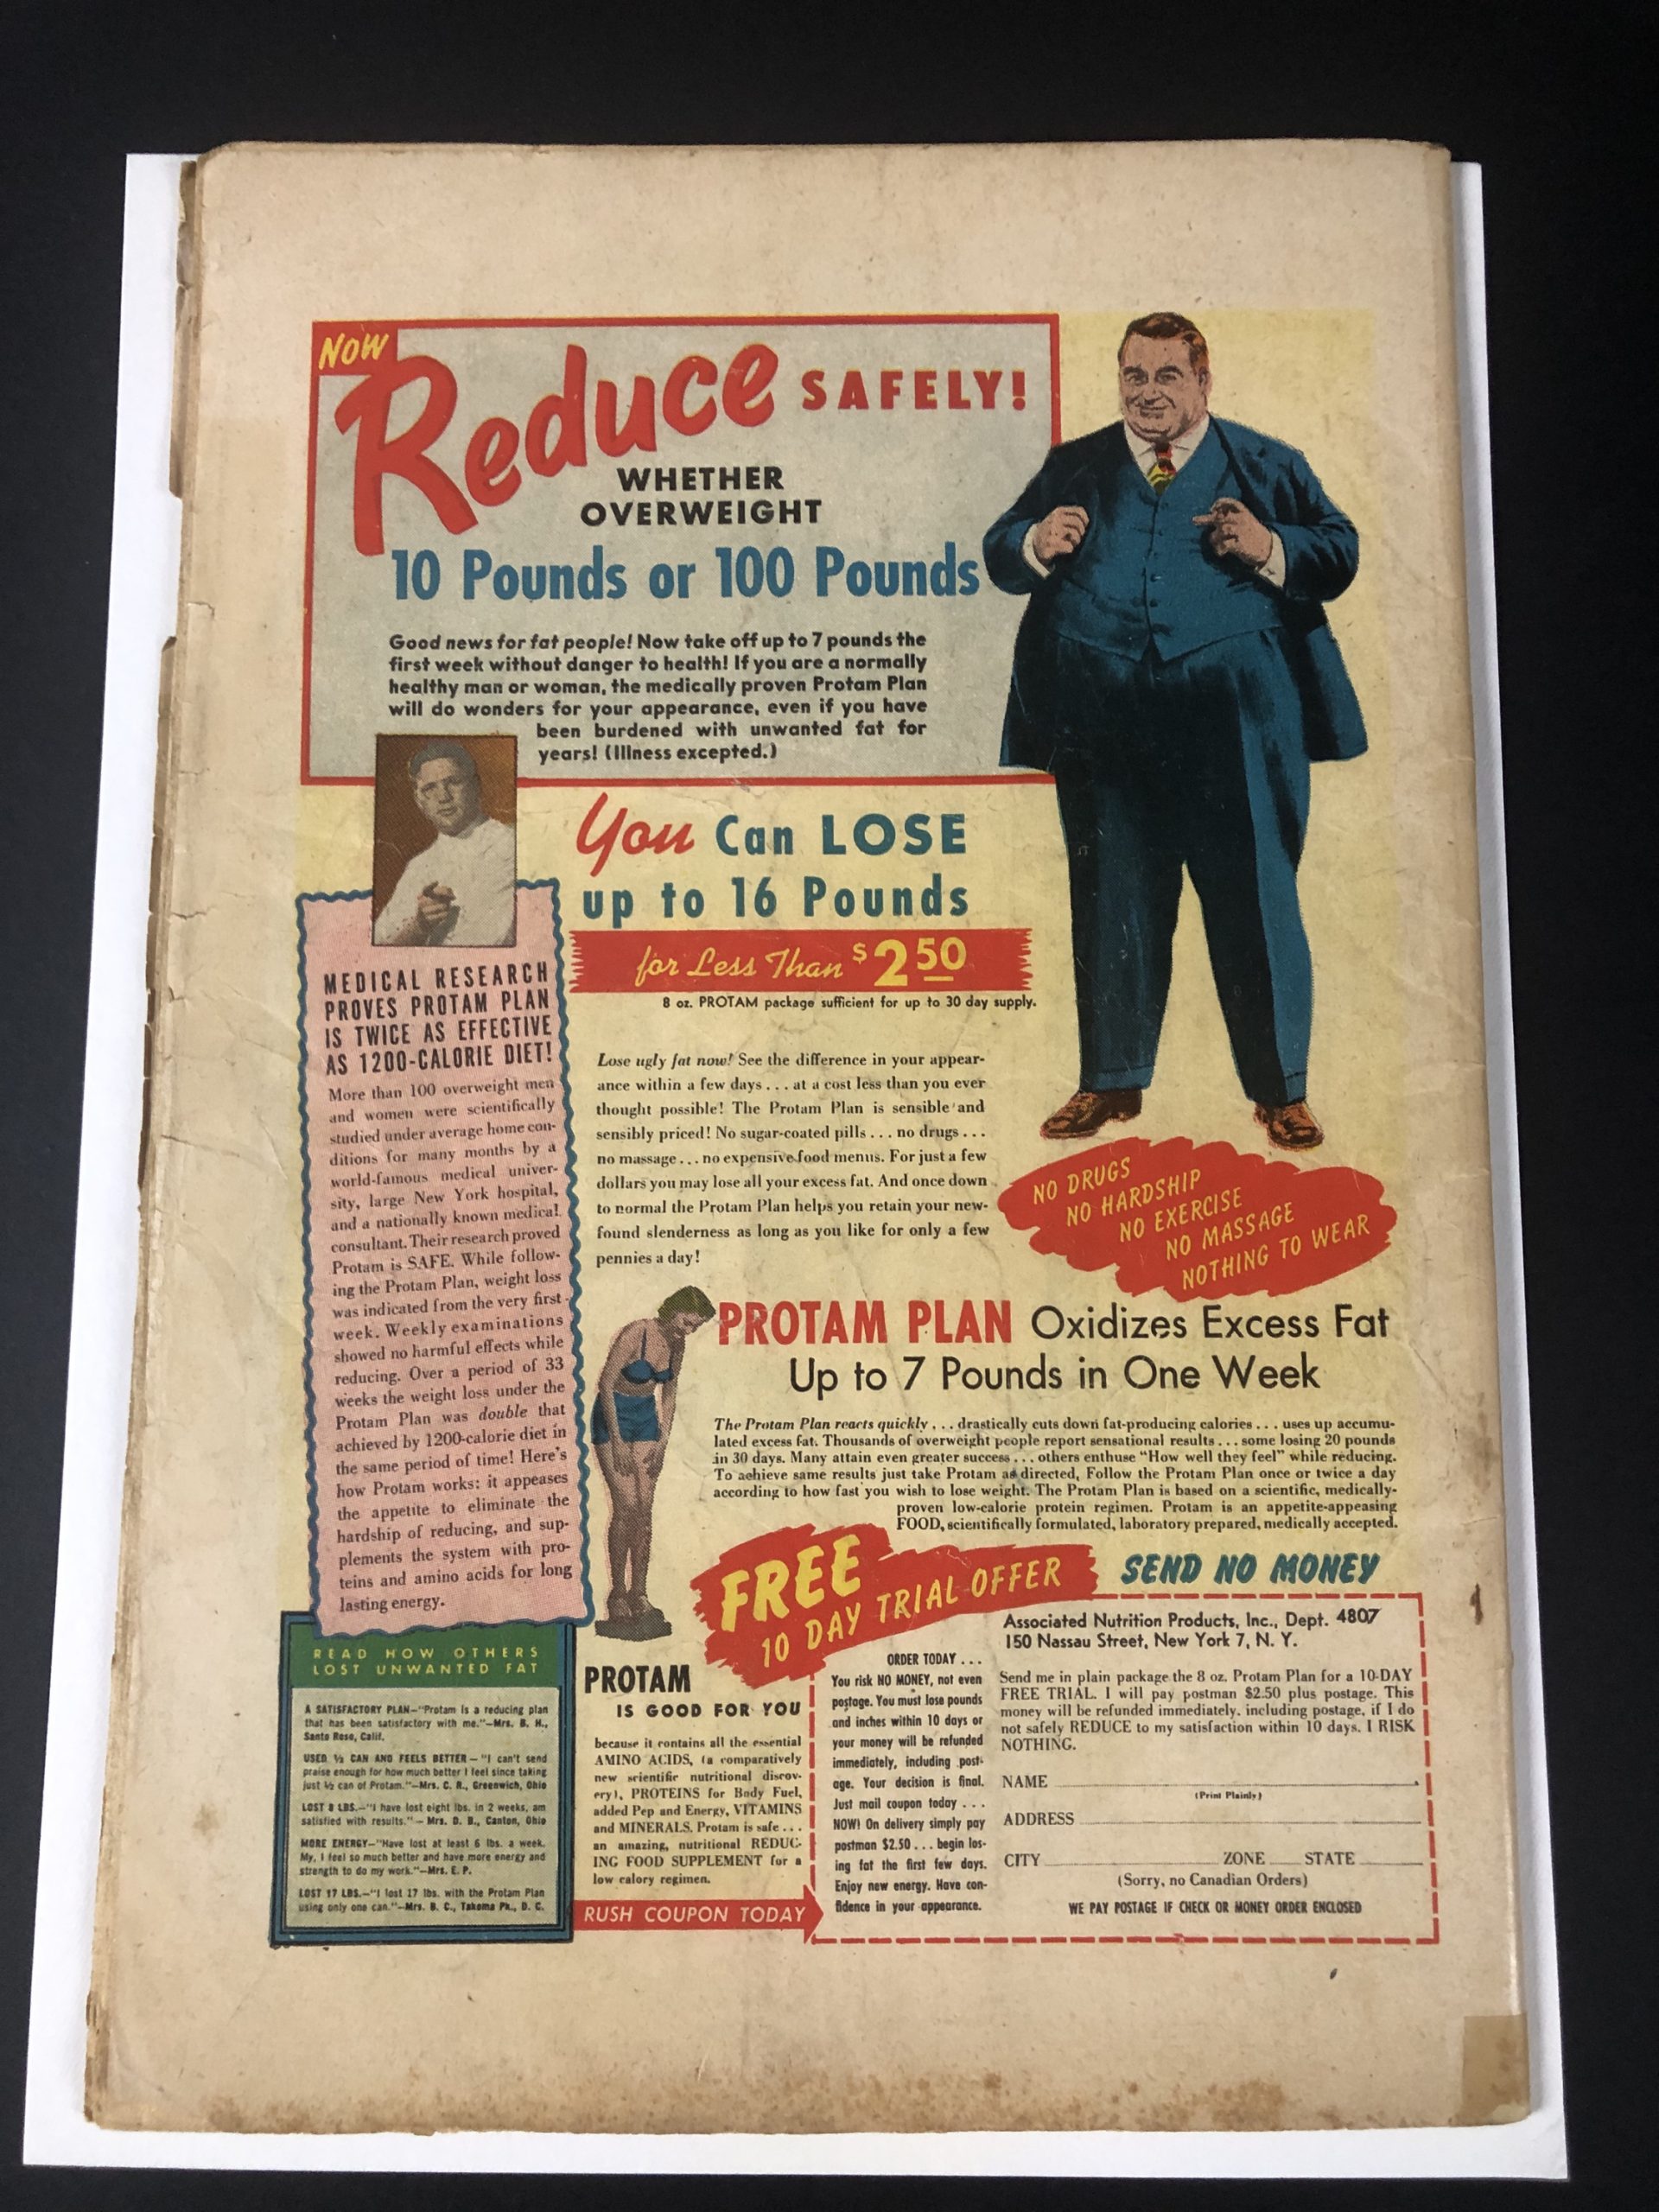 NOW
Reduce SAFELY!
WHETHER
OVERWEIGHT
10 Pounds or 100 Pounds
Good news for fat people! Now take off up to 7 pounds the
first week without danger to health! If you are a normally
healthy man or woman, the medically proven Protam Plan
will do wonders for your appearance, even if you have
been burdened with unwanted fat for
years! (Illness excepted.)
You Can LOSE
up to 16 Pounds
for Less Than $2 50
8 oz. PROTAM package sufficient for up to 30 day supply.
MEDICAL RESEARCH
PROVES PROTAM PLAN
IS TWICE AS EFFECTIVE
AS 1200-CALORIE DIET!
More than 100 overweight men
and women were scientifically
studied under average home con-
ditions for many months by a
world-famous medical univer-
sity, large New York hospital,
and a nationally known medical
consultant. Their research proved
Protam is SAFE. While follow-
ing the Protam Plan, weight loss
was indicated from the very first
week. Weekly examinations
showed no harmful effects while
reducing. Over a period of 33
weeks the weight loss under the
Protam Plan was double that
achieved by 1200-calorie diet in
the same period of time! Here's
how Protam works: it appeases
the appetite to eliminate the
hardship of reducing, and sup-
plements the system with pro-
teins and amino acids for long
lasting energy.
Lose ugly fat now! See the difference in your appear-
ance within a few days . . . at a cost less than you ever
thought possible! The Protam Plan is sensible and
sensibly priced! No sugar-coated pills . . . no drugs . . .
no massage . . . no expensive food menus. For just a few
dollars you may lose all your excess fat. And once down
to normal the Protam Plan helps you retain your new-
found slenderness as long as you like for only a few
pennies a day!
NO DRUGS
NO HARDSHIP
NO EXERCISE
NO MASSAGE
NOTHING TO WEAR
PROTAM PLAN Oxidizes Excess Fat
Up to 7 Pounds in One Week
The Protam Plan reacts quickly . . . drastically cuts down fat-producing calories . . . uses up accumu-
lated excess fat. Thousands of overweight people report sensational results . . . some losing 20 pounds
in 30 days. Many attain even greater success . . . others enthuse "How well they feel" while reducing.
To achieve same results just take Protam as directed, Follow the Protam Plan once or twice a day
according to how fast you wish to lose weight. The Protam Plan is based on a scientific, medically-
proven low-calorie protein regimen. Protam is an appetite-appeasing
FOOD, scientifically formulated, laboratory prepared, medically accepted.
FREE
10 DAY TRIAL OFFER
SEND NO MONEY
READ HOW OTHERS
LOST UNWANTED FAT
A SATISFACTORY PLAN—"Protam is a reducing plan
that has been satisfactory with me."—Mrs. B. H.,
Santa Rosa, Calif.
USED ½ CAN AND FEELS BETTER — "I can't send
praise enough for how much better I feel since taking
just ½ can of Protam."—Mrs. C. R., Greenwich, Ohio
LOST 8 LBS.—"I have lost eight lbs. in 2 weeks, am
satisfied with results."— Mrs. D. B., Canton, Ohio
MORE ENERGY—"Have lost at least 6 lbs. a week.
My, I feel so much better and have more energy and
strength to do my work."—Mrs. E. P.
LOST 17 LBS.—"I lost 17 lbs. with the Protam Plan
using only one can."—Mrs. B. C., Takoma Pk., D. C.
PROTAM
IS GOOD FOR YOU
because it contains all the essential
AMINO ACIDS, (a comparatively
new scientific nutritional discov-
ery), PROTEINS for Body Fuel,
added Pep and Energy, VITAMINS
and MINERALS. Protam is safe . . .
an amazing, nutritional REDUC-
ING FOOD SUPPLEMENT for a
low calory regimen.
RUSH COUPON TODAY
ORDER TODAY . . .
You risk NO MONEY, not even
postage. You must lose pounds
and inches within 10 days or
your money will be refunded
immediately, including post-
age. Your decision is final.
Just mail coupon today . . .
NOW! On delivery simply pay
postman $2.50 . . . begin los-
ing fat the first few days.
Enjoy new energy. Have con-
fidence in your appearance.
Associated Nutrition Products, Inc., Dept. 4807
150 Nassau Street, New York 7, N. Y.
Send me in plain package the 8 oz. Protam Plan for a 10-DAY
FREE TRIAL. I will pay postman $2.50 plus postage. This
money will be refunded immediately, including postage, if I do
not safely REDUCE to my satisfaction within 10 days. I RISK
NOTHING.
NAME
(Print Plainly)
ADDRESS
CITY ZONE STATE
(Sorry, no Canadian Orders)
WE PAY POSTAGE IF CHECK OR MONEY ORDER ENCLOSED